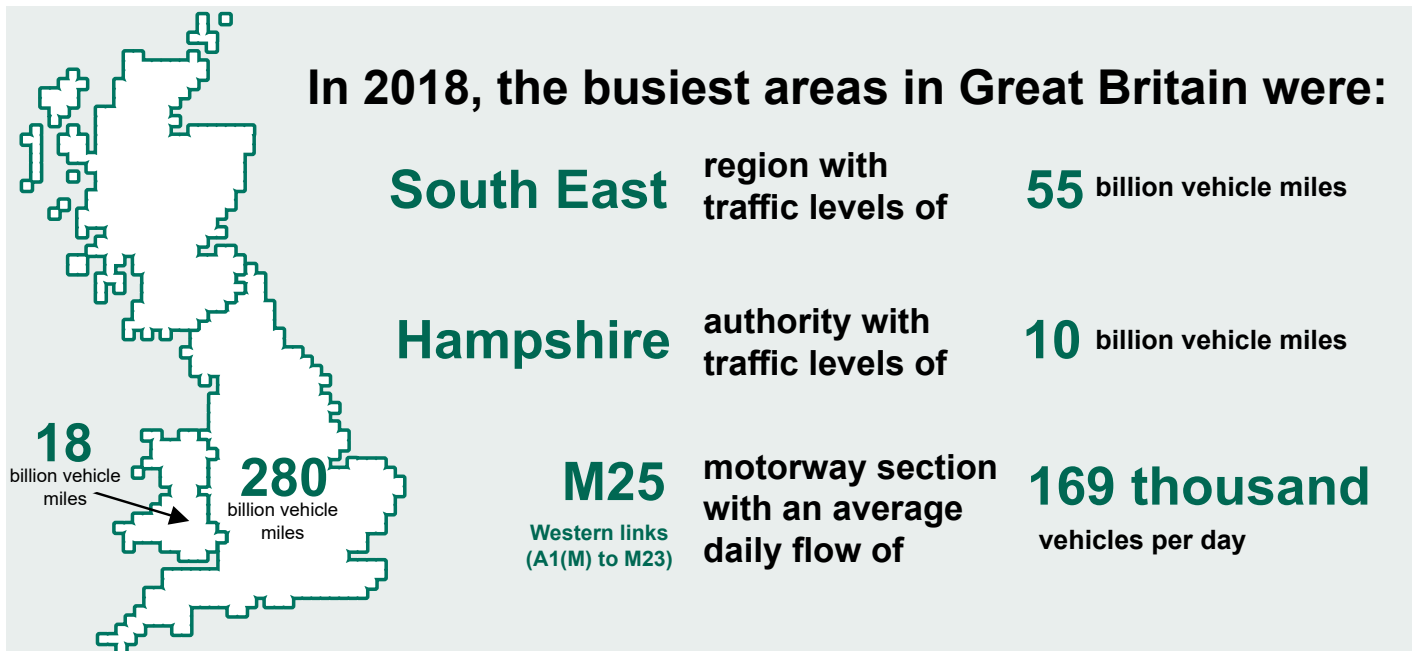 In 2018, the busiest areas in Great Britain were:
South East
region with
traffic levels of
55 billion vehicle miles
Hampshire
authority with
traffic levels of
10 billion vehicle miles
M25
Western links
(A1(M) to M23)
motorway section
with an average
daily flow of
169 thousand
vehicles per day
18
billion vehicle
miles
280
billion vehicle
miles